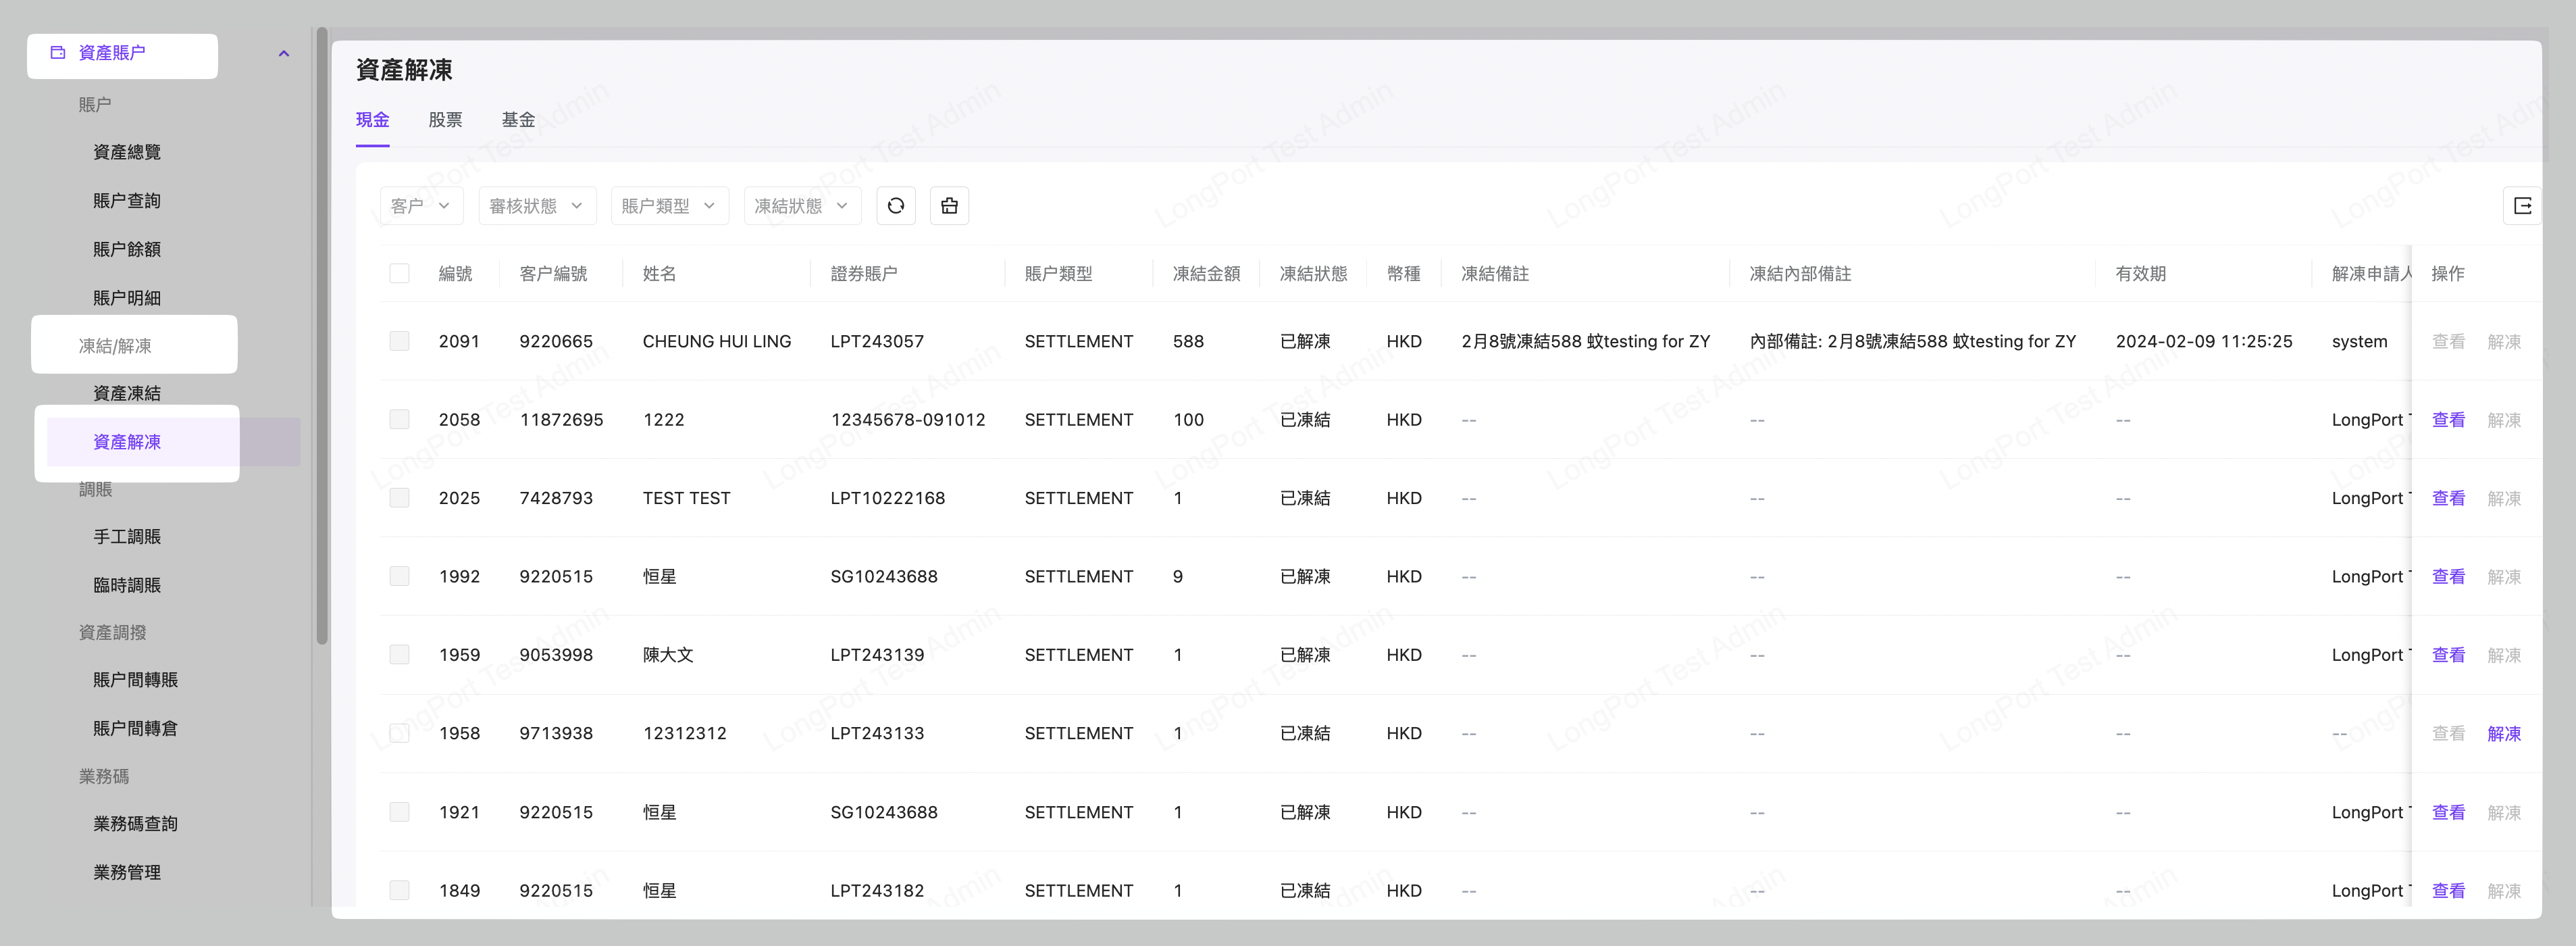 資產賬户
賬户
資產總覽
賬户查詢
賬户餘額
賬户明細
凍結/解凍
資產凍結
資產解凍
調賬
手工調賬
臨時調賬
資產調撥
賬戶間轉賬
賬戶間轉倉
業務碼
業務碼查詢
業務管理
資產解凍
現金 股票 基金
客户 審核狀態 賬户類型 凍結狀態
編號 客户編號 姓名 證券賬户 賬户類型 凍結金額 凍結狀態 幣種 凍結備註 凍結內部備註 有效期 解凍申請人 操作
2091 9220665 CHEUNG HUI LING LPT243057 SETTLEMENT 588 已解凍 HKD 2月8號凍結588 蚊testing for ZY 內部備註: 2月8號凍結588 蚊testing for ZY 2024-02-09 11:25:25 system 查看 解凍
2058 11872695 1222 12345678-091012 SETTLEMENT 100 已凍結 HKD -- -- -- LongPort 查看 解凍
2025 7428793 TEST TEST LPT10222168 SETTLEMENT 1 已凍結 HKD -- -- -- LongPort 查看 解凍
1992 9220515 恒星 SG10243688 SETTLEMENT 9 已解凍 HKD -- -- -- LongPort 查看 解凍
1959 9053998 陳大文 LPT243139 SETTLEMENT 1 已解凍 HKD -- -- -- LongPort 查看 解凍
1958 9713938 12312312 LPT243133 SETTLEMENT 1 已凍結 HKD -- -- -- -- 查看 解凍
1921 9220515 恒星 SG10243688 SETTLEMENT 1 已解凍 HKD -- -- -- LongPort 查看 解凍
1849 9220515 恒星 LPT243182 SETTLEMENT 1 已凍結 HKD -- -- -- LongPort 查看 解凍
LongPort Test Admin